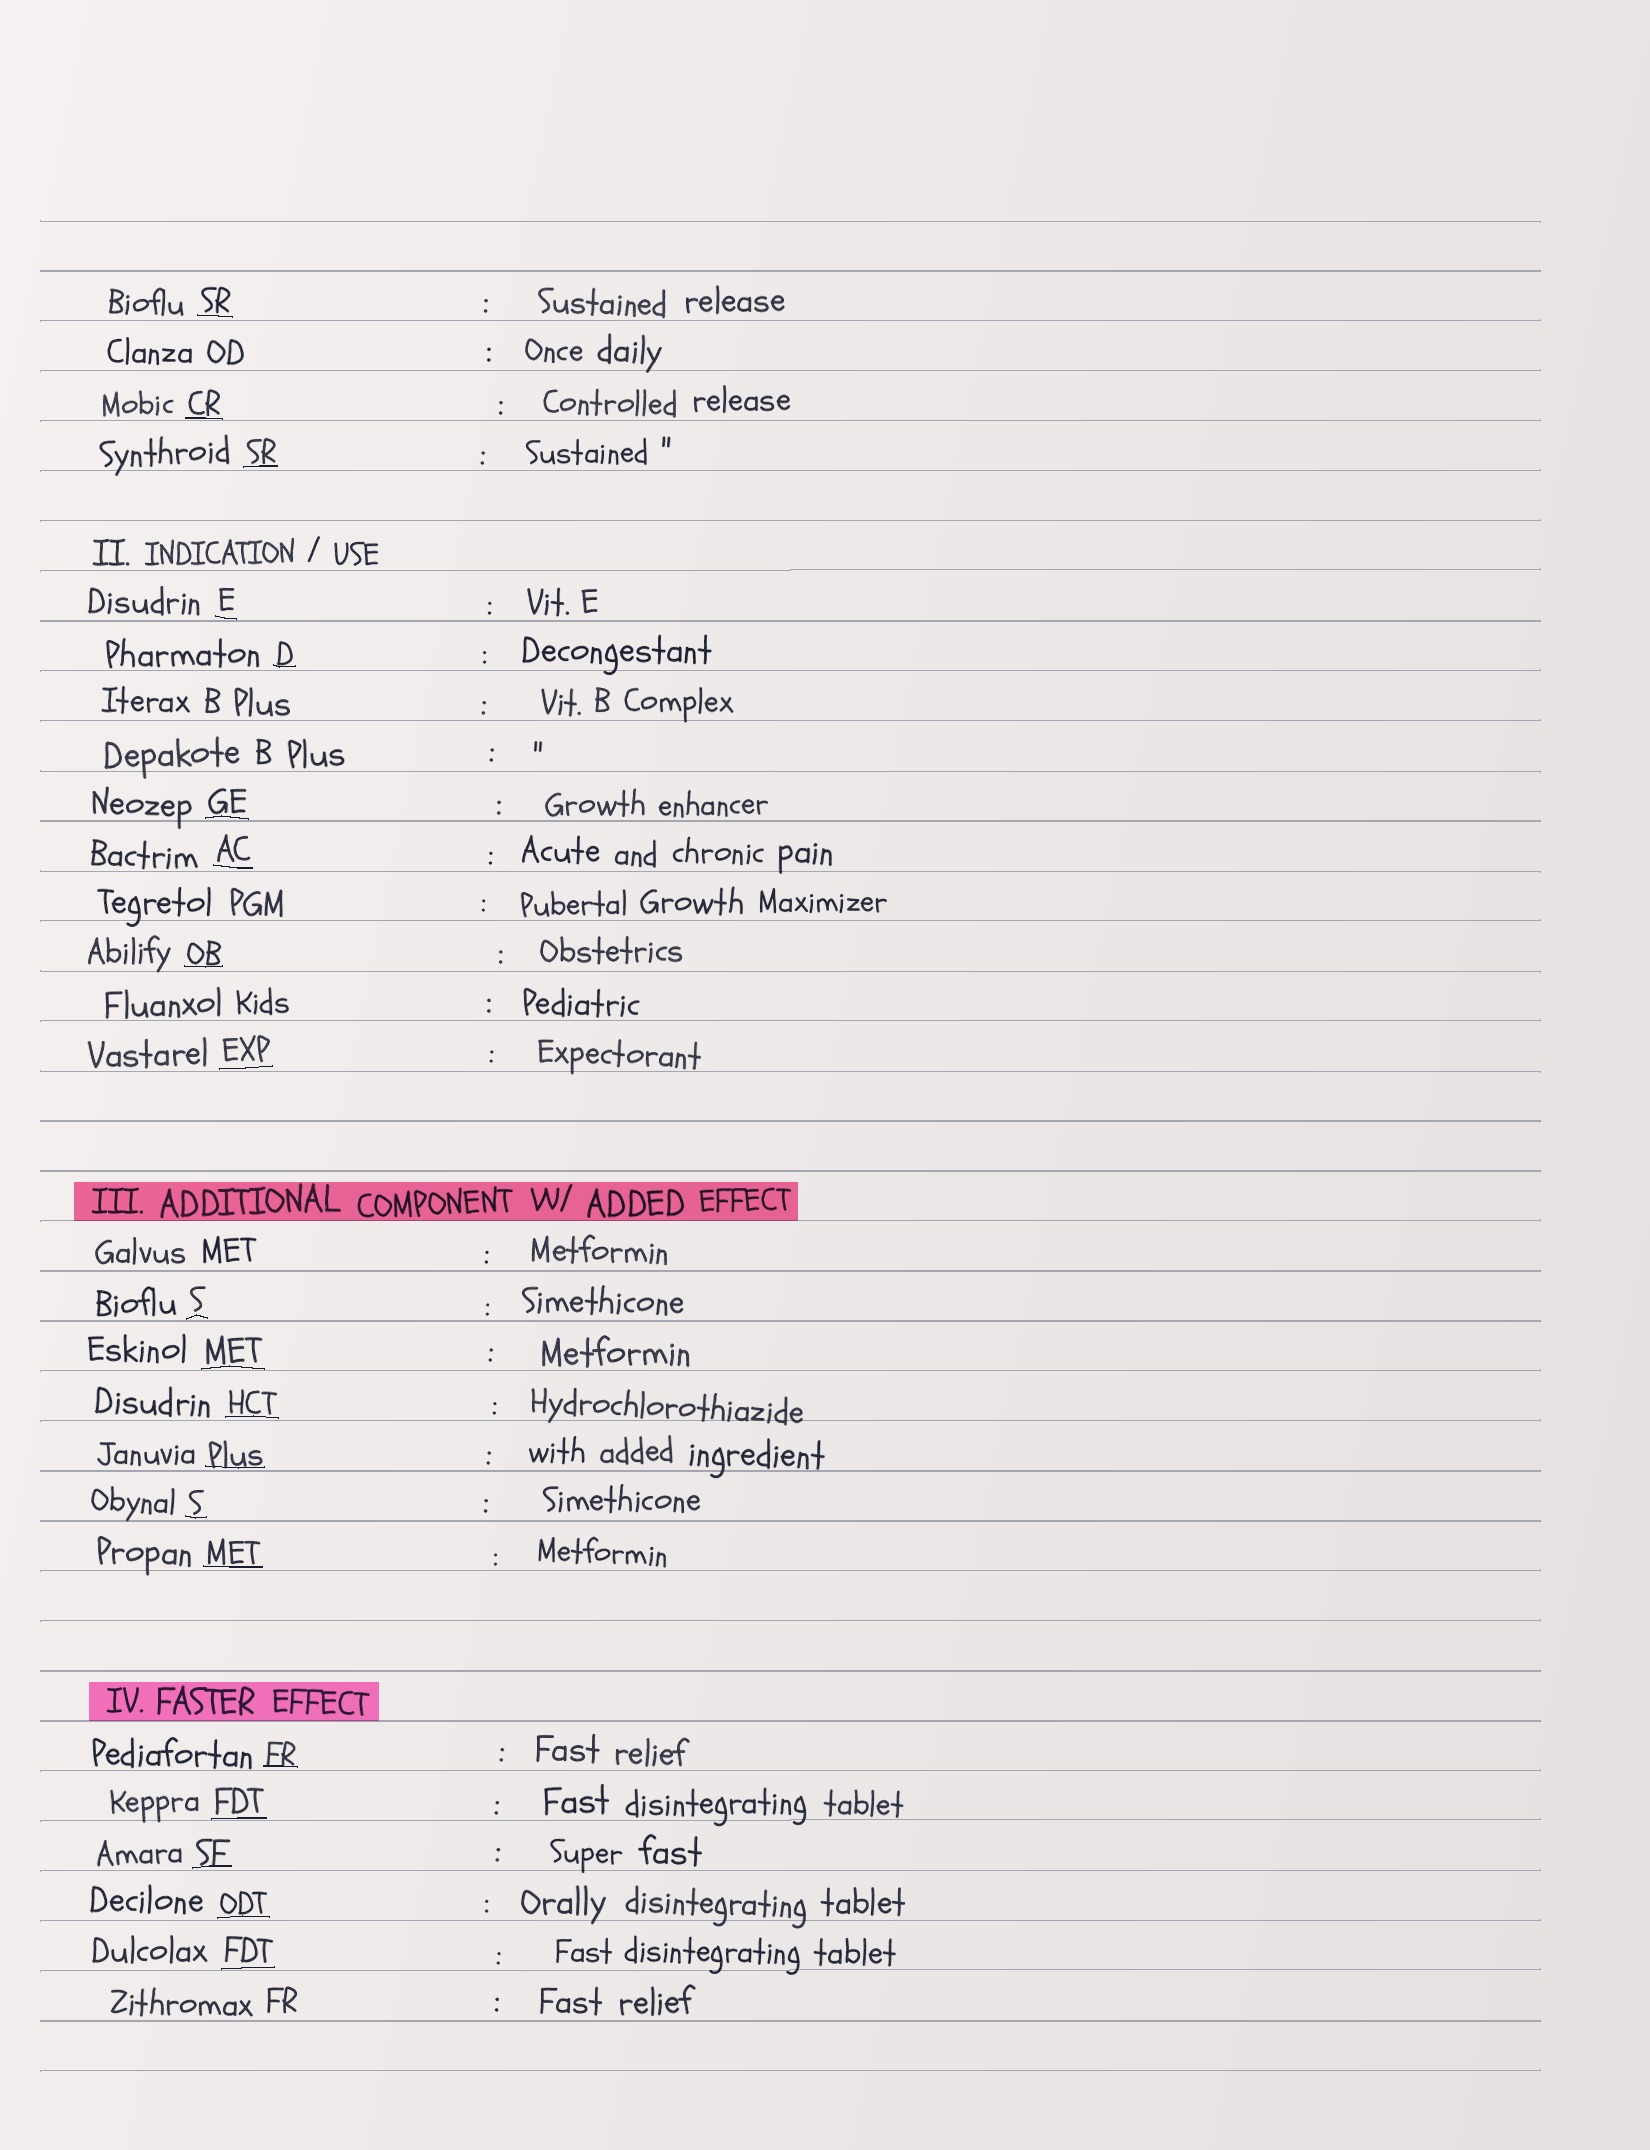 Bioflu SR : Sustained release
Clanza OD : Once daily
Mobic CR : Controlled release
Synthroid SR : Sustained "
II. INDICATION / USE
Disudrin E : Vit. E
Pharmaton D : Decongestant
Iterax B Plus : Vit. B Complex
Depakote B Plus : "
Neozep GE : Growth enhancer
Bactrim AC : Acute and chronic pain
Tegretol PGM : Pubertal Growth Maximizer
Abilify OB : Obstetrics
Fluanxol Kids : Pediatric
Vastarel EXP : Expectorant
III. ADDITIONAL COMPONENT W/ ADDED EFFECT
Galvus MET : Metformin
Bioflu S : Simethicone
Eskinol MET : Metformin
Disudrin HCT : Hydrochlorothiazide
Januvia Plus : with added ingredient
Obynal S : Simethicone
Propan MET : Metformin
IV. FASTER EFFECT
Pediafortan FR : Fast relief
Keppra FDT : Fast disintegrating tablet
Amara SF : Super fast
Decilone ODT : Orally disintegrating tablet
Dulcolax FDT : Fast disintegrating tablet
Zithromax FR : Fast relief